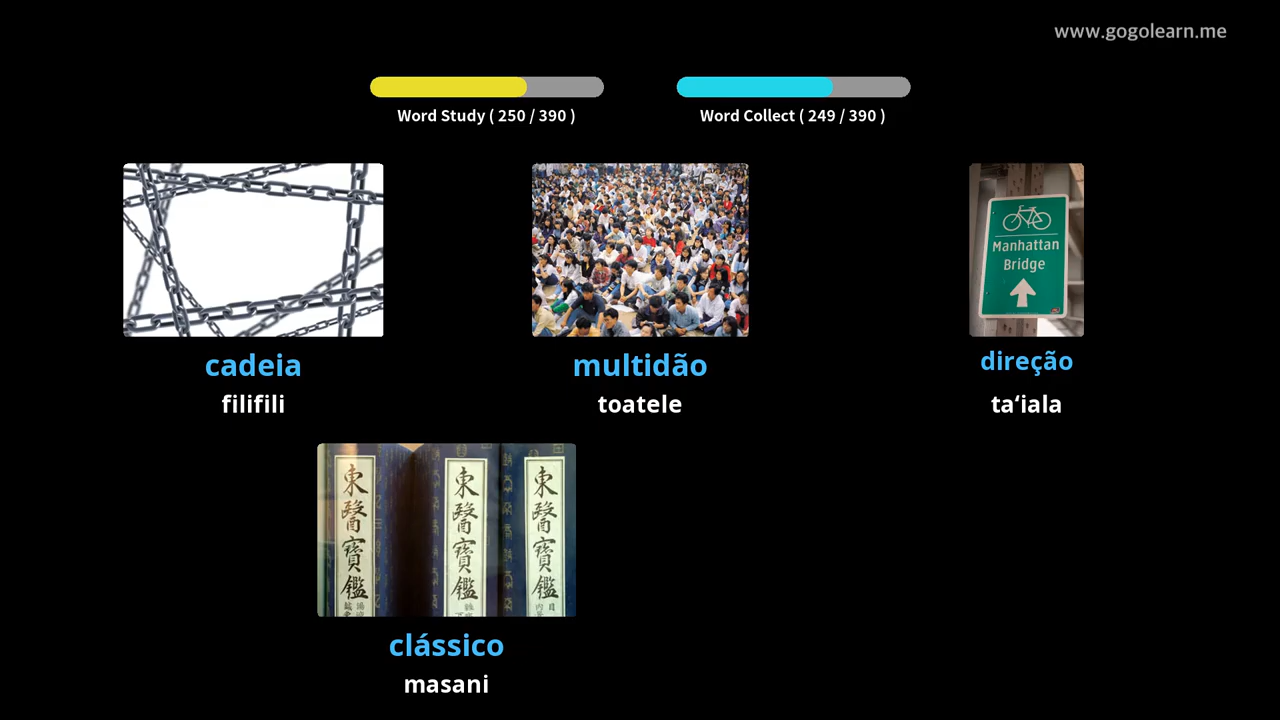 www.gogolearn.me
Word Study ( 250 / 390 )
Word Collect ( 249 / 390 )
Manhattan
Bridge
cadeia
filifili
multidão
toatele
direção
ta‘iala
東醫寶鑑
東醫寶鑑
東醫寶鑑
clássico
masani